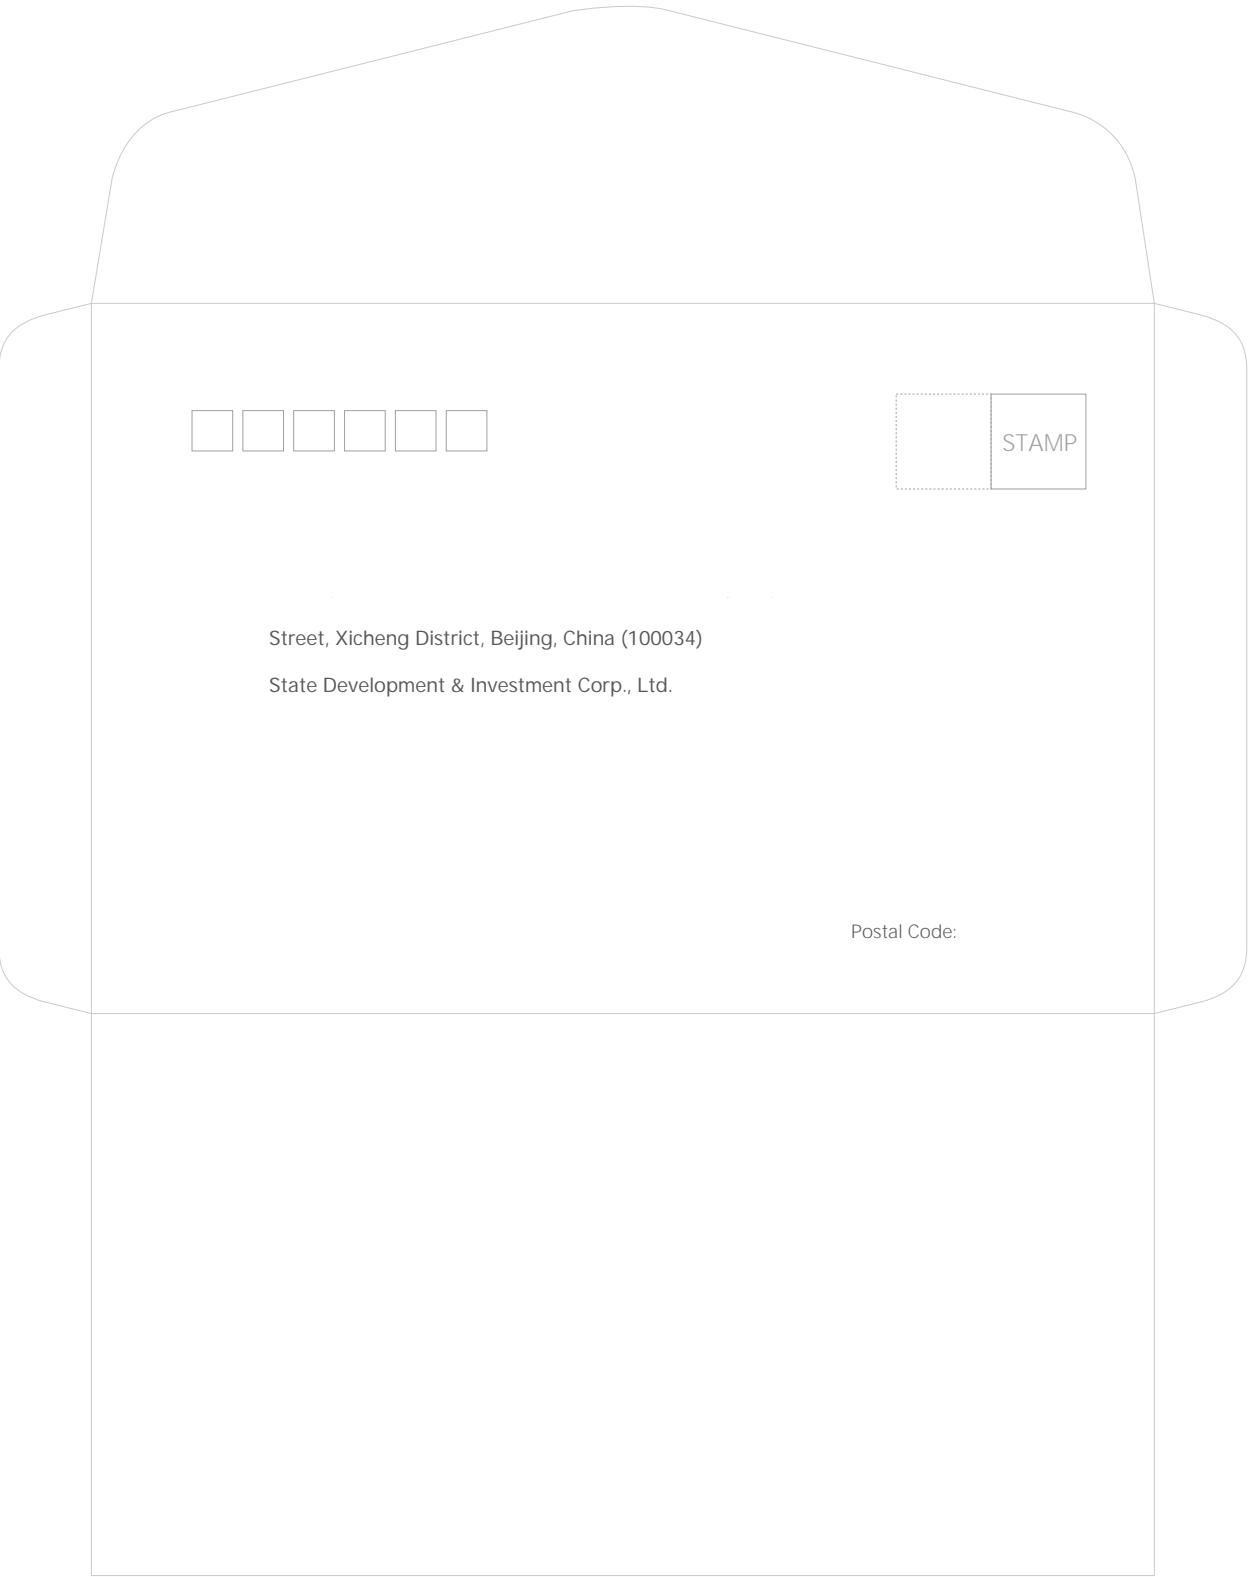 STAMP
Street, Xicheng District, Beijing, China (100034)
State Development & Investment Corp., Ltd.
Postal Code: